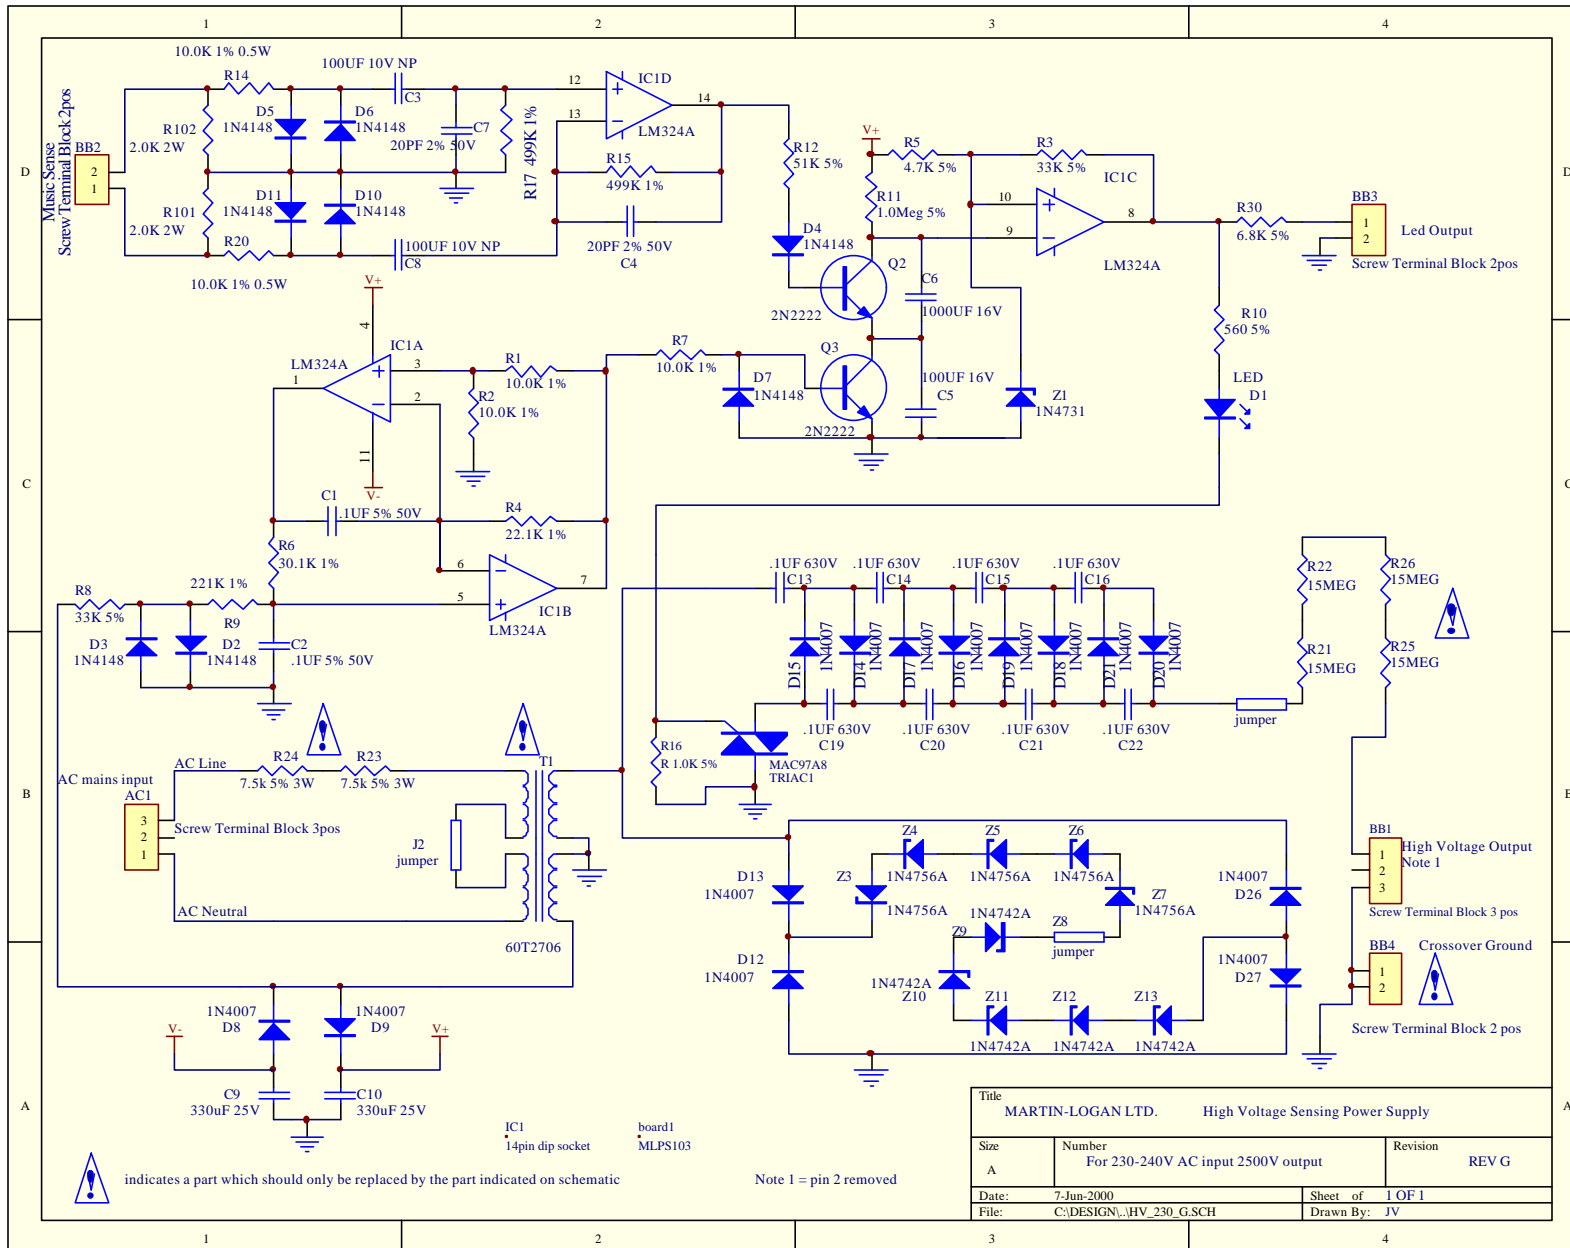 1 2 3 4
10.0K 1% 0.5W
R14
100UF 10V NP
C3
D5
1N4148
D6
1N4148
R102
2.0K 2W
C7
20PF 2% 50V
R17 499K 1%
12
13
IC1D
14
LM324A
Music Sense
Screw Terminal Block 2pos
BB2
2
1
R15
499K 1%
D11
1N4148
D10
1N4148
R101
2.0K 2W
R20
10.0K 1% 0.5W
100UF 10V NP
C8
20PF 2% 50V
C4
R12
51K 5%
D4
1N4148
V+
R5
4.7K 5%
R3
33K 5%
R11
1.0Meg 5%
IC1C
10
9
8
LM324A
R30
6.8K 5%
BB3
1
2
Led Output
Screw Terminal Block 2pos
Q2
2N2222
C6
1000UF 16V
R10
560 5%
LED
D1
V+
4
LM324A
IC1A
1
3
2
11
V-
R1
10.0K 1%
R2
10.0K 1%
R7
10.0K 1%
D7
1N4148
Q3
2N2222
100UF 16V
C5
Z1
1N4731
C1
.1UF 5% 50V
R4
22.1K 1%
R6
30.1K 1%
6
5
7
IC1B
LM324A
R8
33K 5%
221K 1%
R9
D3
1N4148
D2
1N4148
C2
.1UF 5% 50V
.1UF 630V
C13
.1UF 630V
C14
.1UF 630V
C15
.1UF 630V
C16
D15
1N4007
D14
1N4007
D17
1N4007
D16
1N4007
D19
1N4007
D18
1N4007
D21
1N4007
D20
1N4007
.1UF 630V
C19
.1UF 630V
C20
.1UF 630V
C21
.1UF 630V
C22
jumper
R22
15MEG
R26
15MEG
R21
15MEG
R25
15MEG
R16
R 1.0K 5%
MAC97A8
TRIAC1
AC mains input
AC1
3
2
1
Screw Terminal Block 3pos
AC Line
R24
7.5k 5% 3W
R23
7.5k 5% 3W
T1
J2
jumper
AC Neutral
60T2706
D13
1N4007
D12
1N4007
Z3
1N4756A
Z4
1N4756A
Z5
1N4756A
Z6
1N4756A
Z7
1N4756A
1N4742A
Z9
Z8
jumper
1N4742A
Z10
Z11
1N4742A
Z12
1N4742A
Z13
1N4742A
1N4007
D26
1N4007
D27
BB1
1
2
3
High Voltage Output
Note 1
Screw Terminal Block 3 pos
BB4
1
2
Crossover Ground
Screw Terminal Block 2 pos
V-
1N4007
D8
1N4007
D9
V+
C9
330uF 25V
C10
330uF 25V
IC1
14pin dip socket
board1
MLPS103
indicates a part which should only be replaced by the part indicated on schematic
Note 1 = pin 2 removed
Title
MARTIN-LOGAN LTD. High Voltage Sensing Power Supply
Size
A
Number
For 230-240V AC input 2500V output
Revision
REV G
Date: 7-Jun-2000
Sheet of 1 OF 1
File: C:\DESIGN\..\HV_230_G.SCH
Drawn By: JV
D
C
B
A
D
C
B
A
1 2 3 4